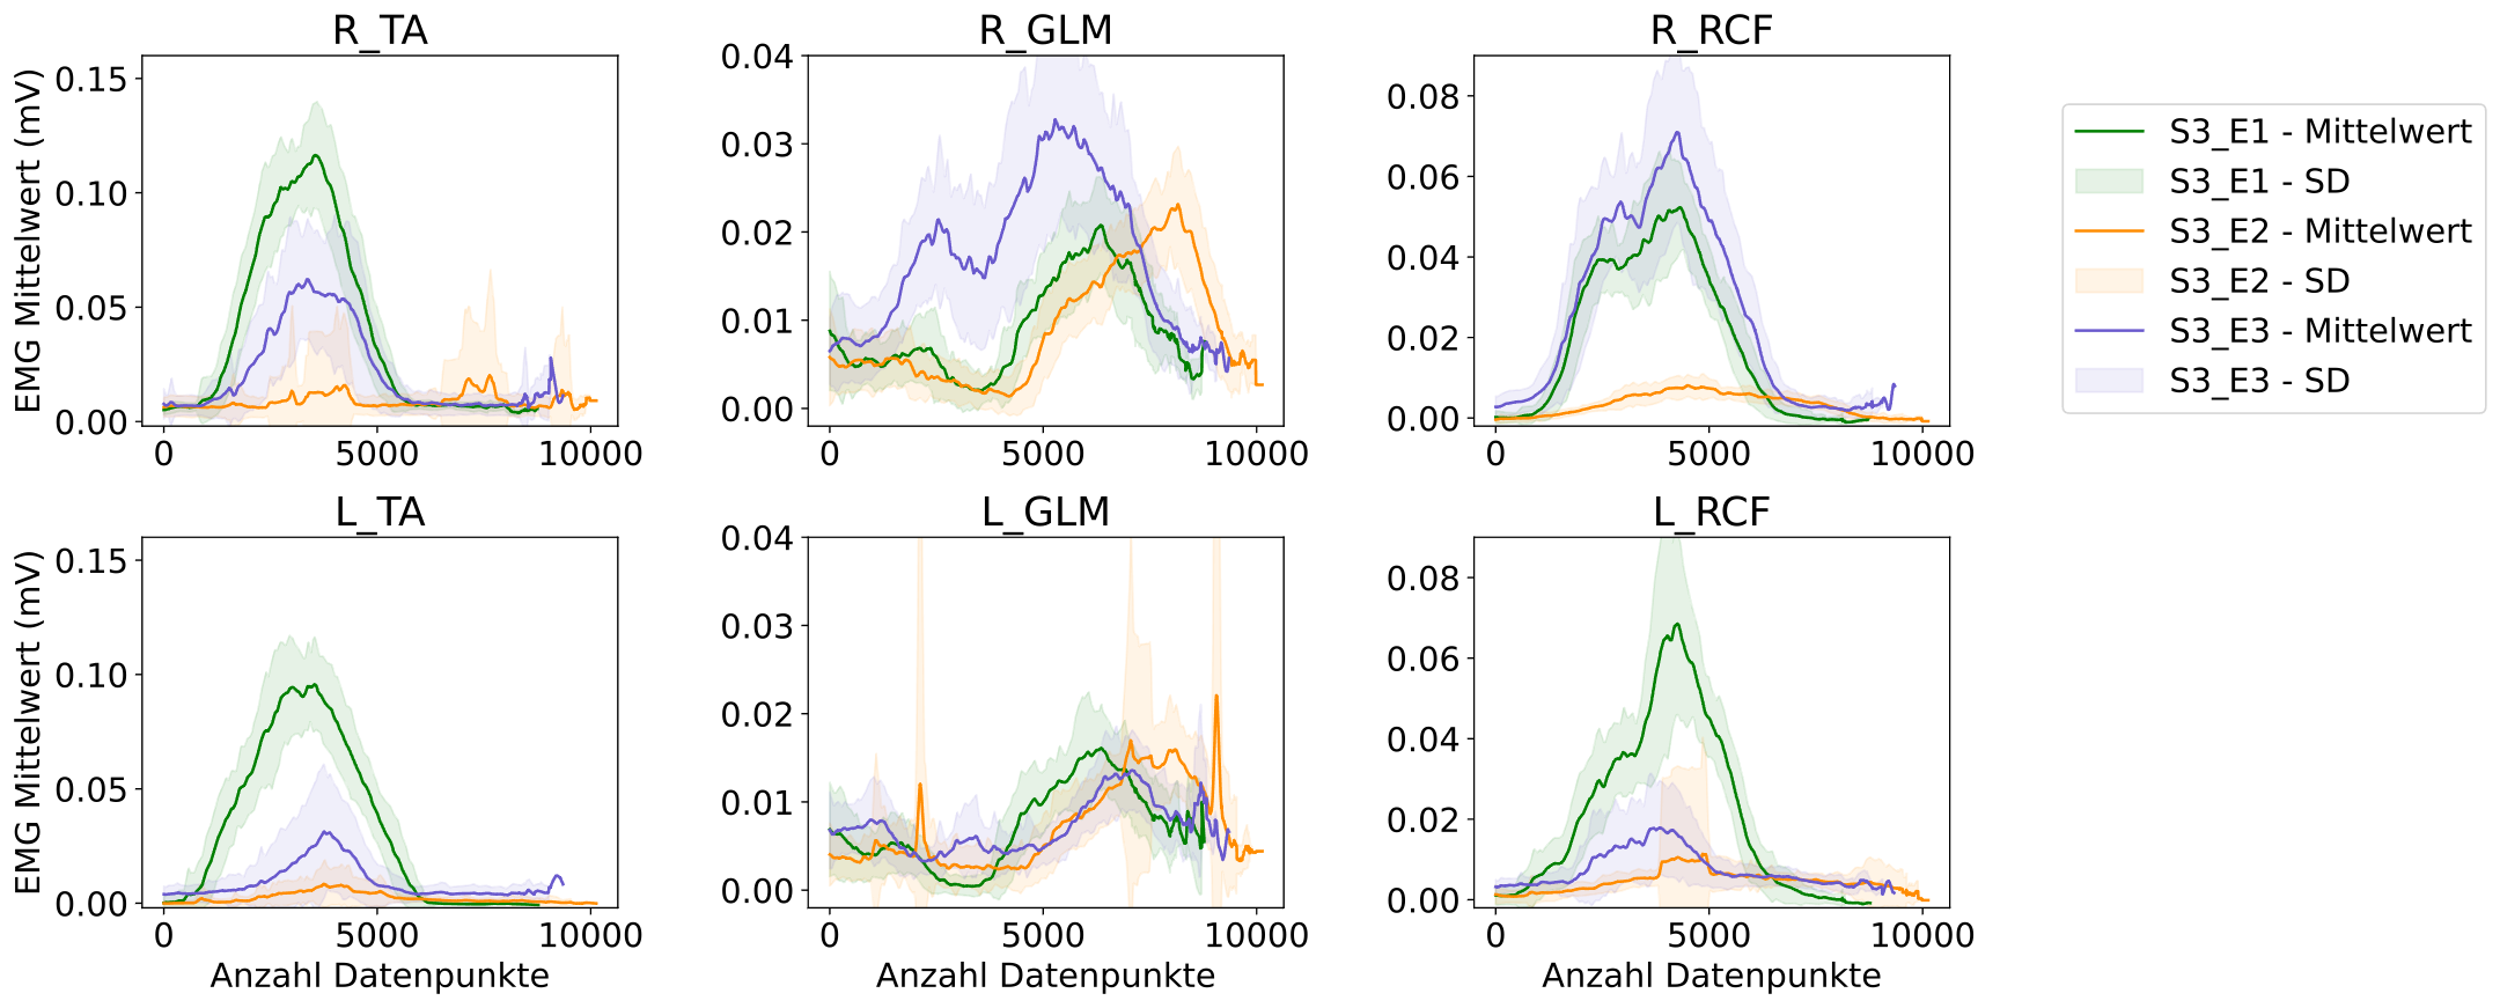 R_TA
R_GLM
R_RCF
EMG Mittelwert (mV)
0.15
0.10
0.05
0.00
0
5000
10000
0.04
0.03
0.02
0.01
0.00
0
5000
10000
0.08
0.06
0.04
0.02
0.00
0
5000
10000
S3_E1 - Mittelwert
S3_E1 - SD
S3_E2 - Mittelwert
S3_E2 - SD
S3_E3 - Mittelwert
S3_E3 - SD
L_TA
L_GLM
L_RCF
EMG Mittelwert (mV)
0.15
0.10
0.05
0.00
0
5000
10000
Anzahl Datenpunkte
0.04
0.03
0.02
0.01
0.00
0
5000
10000
Anzahl Datenpunkte
0.08
0.06
0.04
0.02
0.00
0
5000
10000
Anzahl Datenpunkte